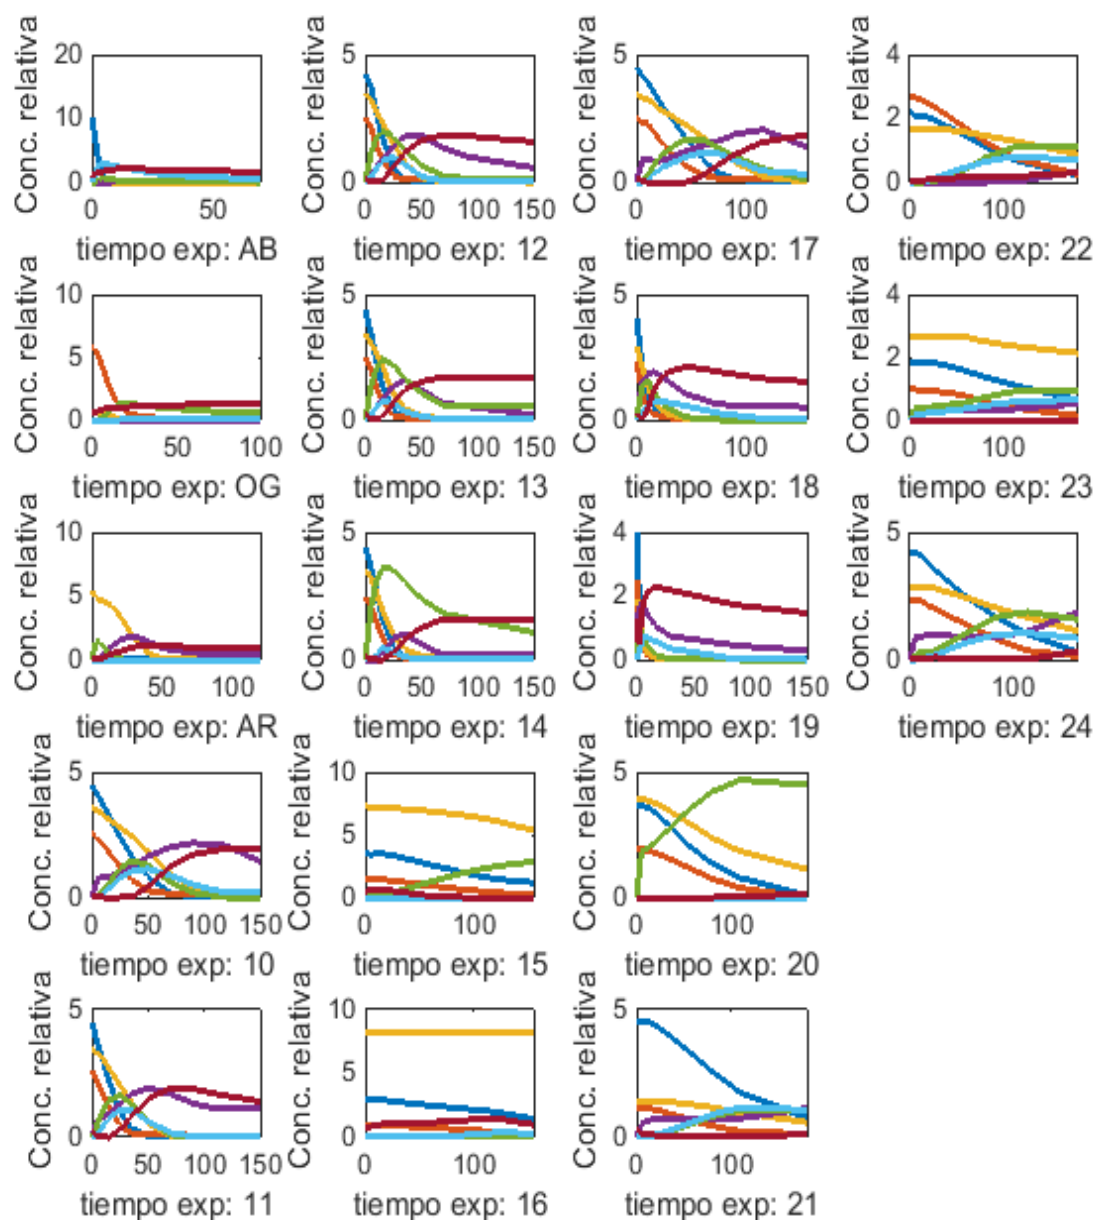 Conc. relativa
20
10
0
0 50
tiempo exp: AB
Conc. relativa
5
0
0 50 100 150
tiempo exp: 12
Conc. relativa
5
0
0 100
tiempo exp: 17
Conc. relativa
4
2
0
0 100
tiempo exp: 22
Conc. relativa
10
5
0
0 50 100
tiempo exp: OG
Conc. relativa
5
0
0 50 100 150
tiempo exp: 13
Conc. relativa
5
0
0 100
tiempo exp: 18
Conc. relativa
4
2
0
0 100
tiempo exp: 23
Conc. relativa
10
5
0
0 50 100
tiempo exp: AR
Conc. relativa
5
0
0 50 100 150
tiempo exp: 14
Conc. relativa
4
2
0
0 50 100 150
tiempo exp: 19
Conc. relativa
5
0
0 100
tiempo exp: 24
Conc. relativa
5
0
0 50 100 150
tiempo exp: 10
Conc. relativa
10
5
0
0 100
tiempo exp: 15
Conc. relativa
5
0
0 100
tiempo exp: 20
Conc. relativa
5
0
0 50 100 150
tiempo exp: 11
Conc. relativa
10
5
0
0 100
tiempo exp: 16
Conc. relativa
5
0
0 100
tiempo exp: 21